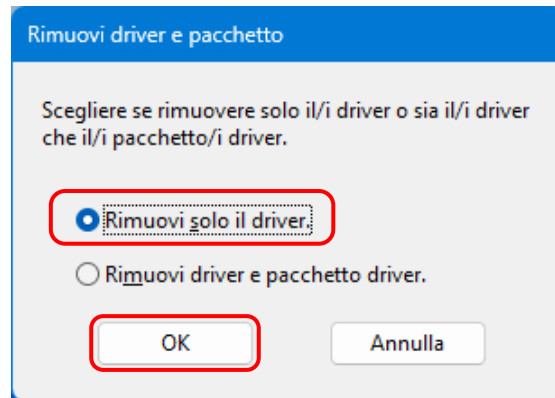 Rimuovi driver e pacchetto
Scegliere se rimuovere solo il/i driver o sia il/i driver
che il/i pacchetto/i driver.
Rimuovi solo il driver.
Rimuovi driver e pacchetto driver.
OK
Annulla